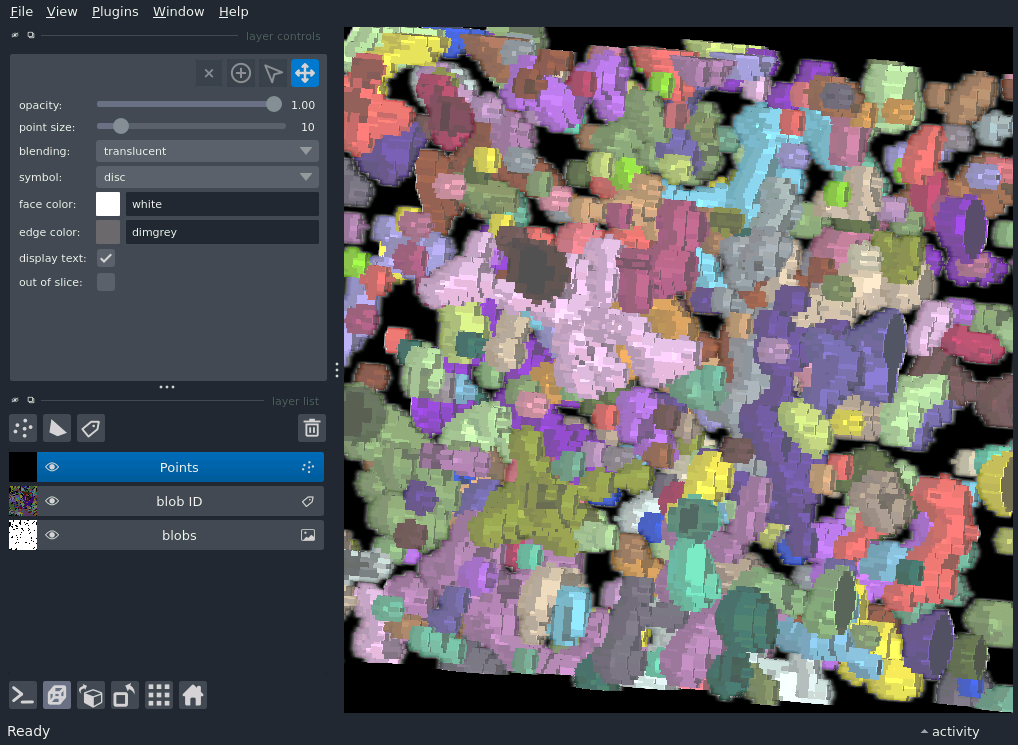 File View Plugins Window Help
layer controls
opacity: 1.00
point size: 10
blending: translucent
symbol: disc
face color: white
edge color: dimgrey
display text:
out of slice:
layer list
Points
blob ID
blobs
Ready
activity